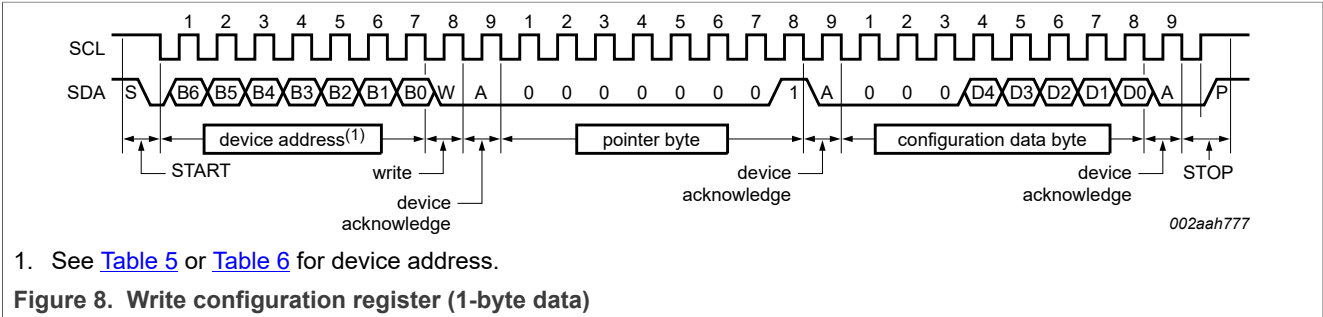 1 2 3 4 5 6 7 8 9 1 2 3 4 5 6 7 8 9 1 2 3 4 5 6 7 8 9
SCL
SDA S B6 B5 B4 B3 B2 B1 B0 W A 0 0 0 0 0 0 0 1 A 0 0 0 D4 D3 D2 D1 D0 A P
device address(1) pointer byte configuration data byte
START write device device STOP
acknowledge acknowledge
device
acknowledge
002aah777
1. See Table 5 or Table 6 for device address.
Figure 8. Write configuration register (1-byte data)